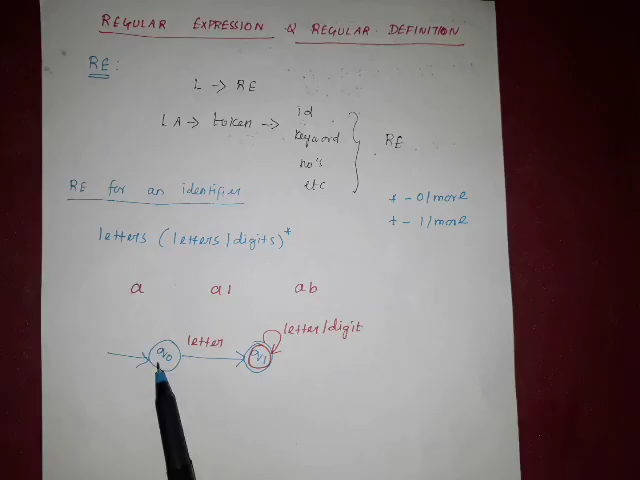 REGULAR EXPRESSION & REGULAR DEFINITION
RE:
L -> RE
LA -> token -> id
keyword
no's
etc
RE
RE for an identifier
* - 0/more
+ - 1/more
letters (letters/digits)*
a a1 ab
letter/digit
letter
q0 q1